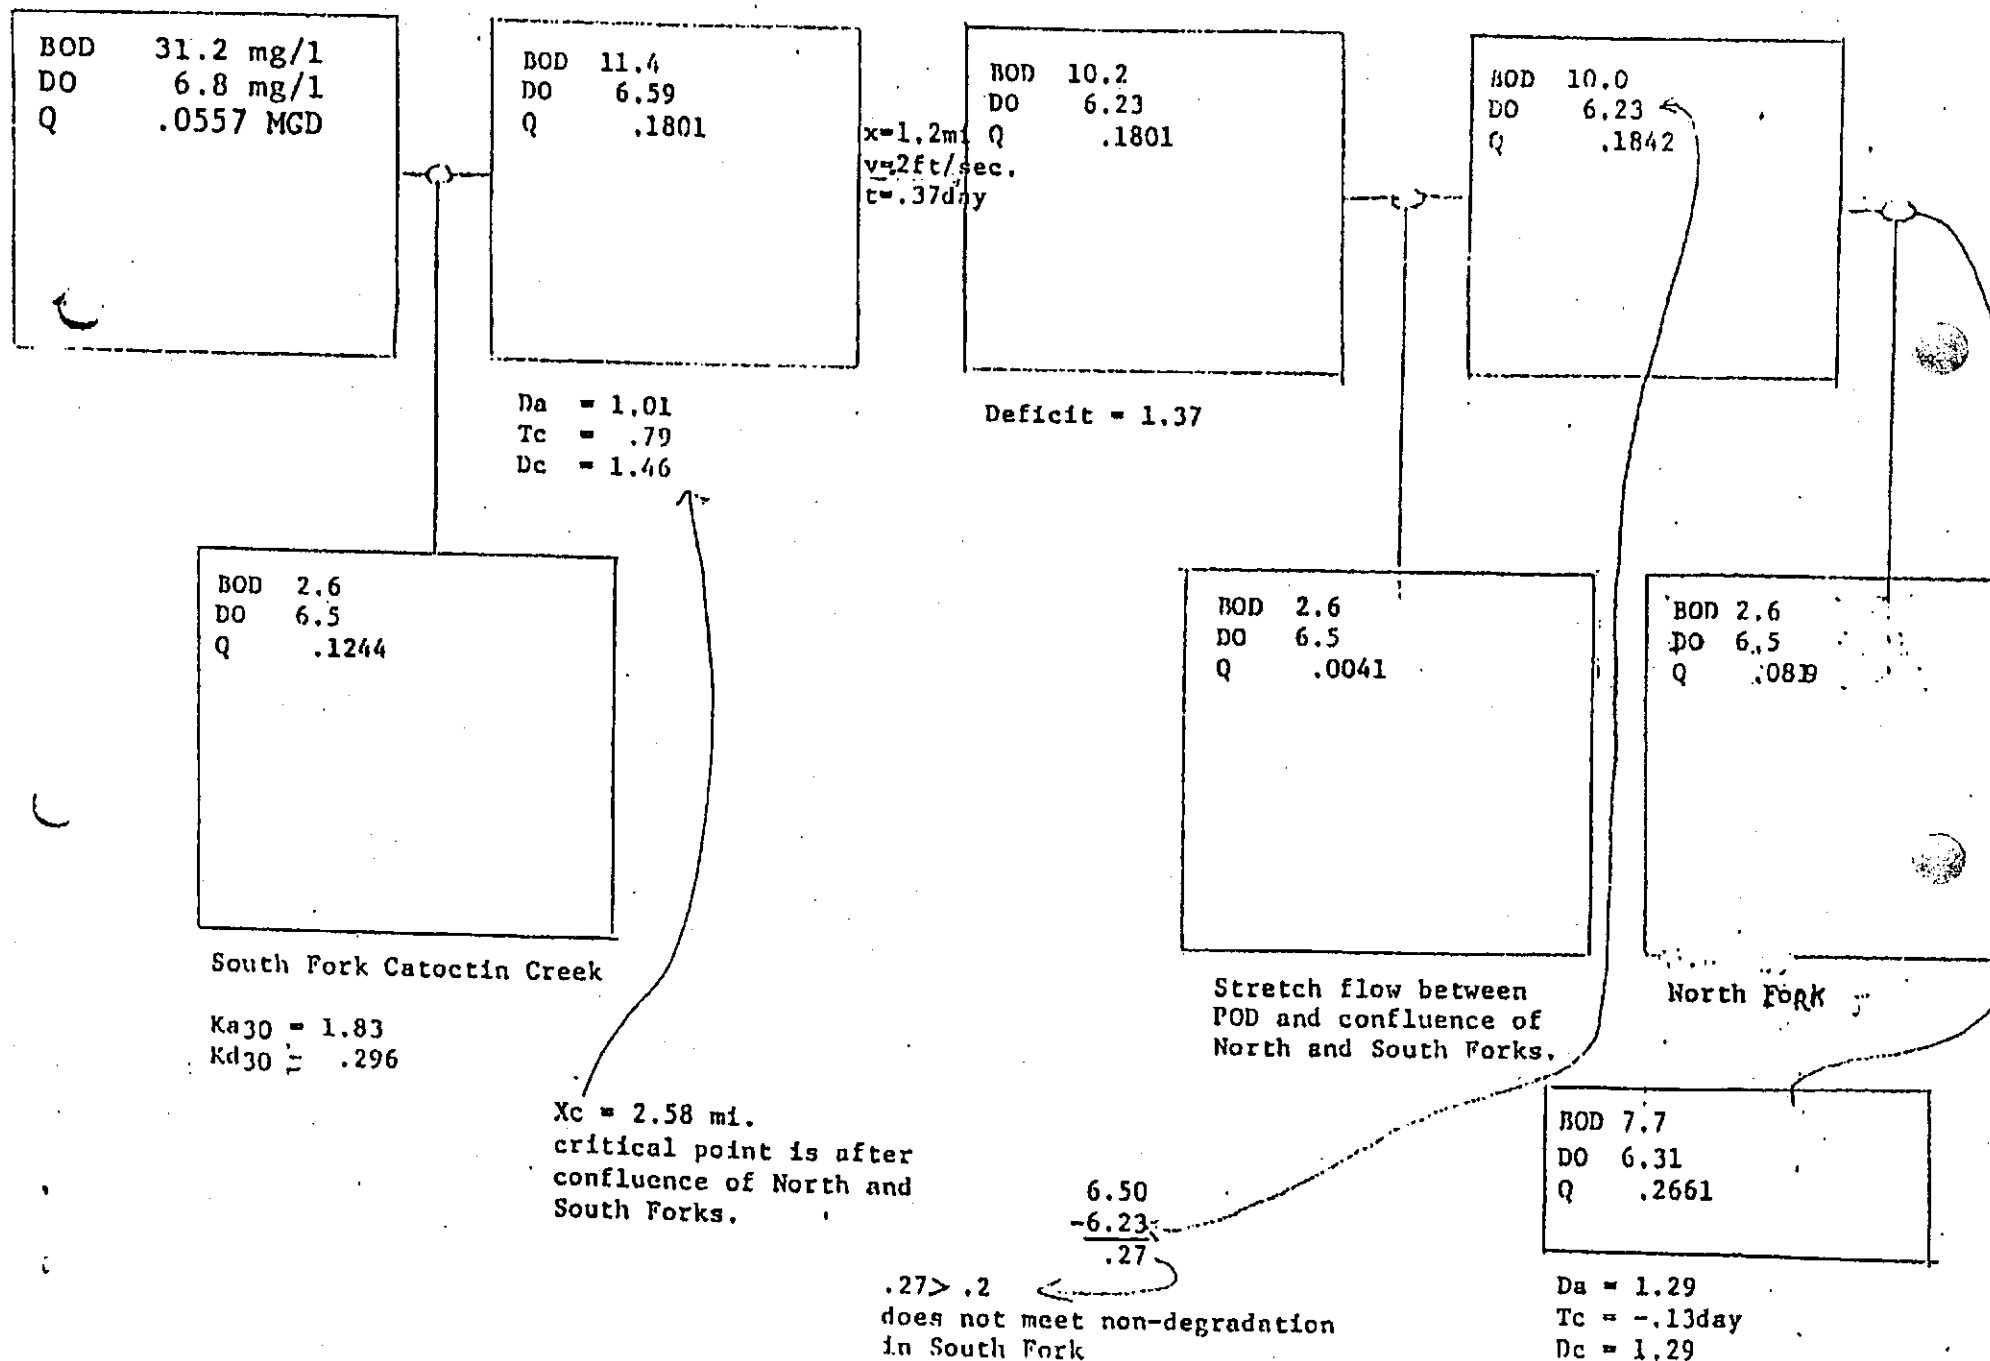 BOD 31.2 mg/l
DO 6.8 mg/l
Q .0557 MGD
BOD 11.4
DO 6.59
Q .1801
x=1.2mi
v=.2ft/sec.
t=.37day
BOD 10.2
DO 6.23
Q .1801
BOD 10.0
DO 6.23
Q .1842
Da = 1.01
Tc = .79
Dc = 1.46
Deficit = 1.37
BOD 2.6
DO 6.5
Q .1244
South Fork Catoctin Creek
Ka30 = 1.83
Kd30 = .296
BOD 2.6
DO 6.5
Q .0041
Stretch flow between
POD and confluence of
North and South Forks.
BOD 2.6
DO 6.5
Q .0819
North Fork
Xc = 2.58 mi.
critical point is after
confluence of North and
South Forks.
6.50
-6.23
.27
.27> .2
does not meet non-degradation
in South Fork
BOD 7.7
DO 6.31
Q .2661
Da = 1.29
Tc = -.13day
Dc = 1.29